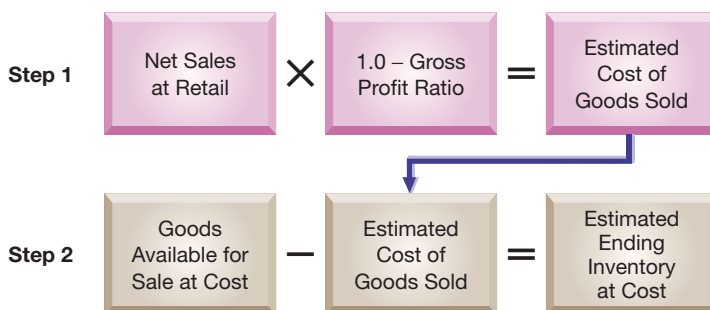 Step 1
Net Sales
at Retail
×
1.0 – Gross
Profit Ratio
=
Estimated
Cost of
Goods Sold
Step 2
Goods
Available for
Sale at Cost
–
Estimated
Cost of
Goods Sold
=
Estimated
Ending
Inventory
at Cost